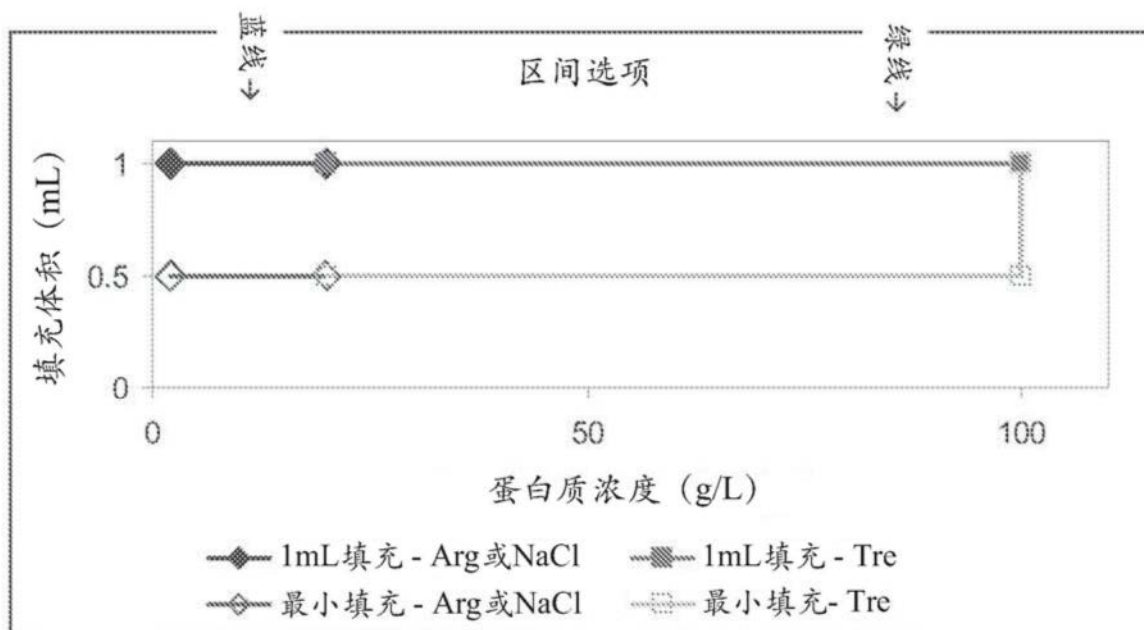 蓝线→
绿线→
区间选项
填充体积（mL）
1
0.5
0
0
50
100
蛋白质浓度（g/L）
1mL填充 - Arg或NaCl
1mL填充 - Tre
最小填充 - Arg或NaCl
最小填充- Tre